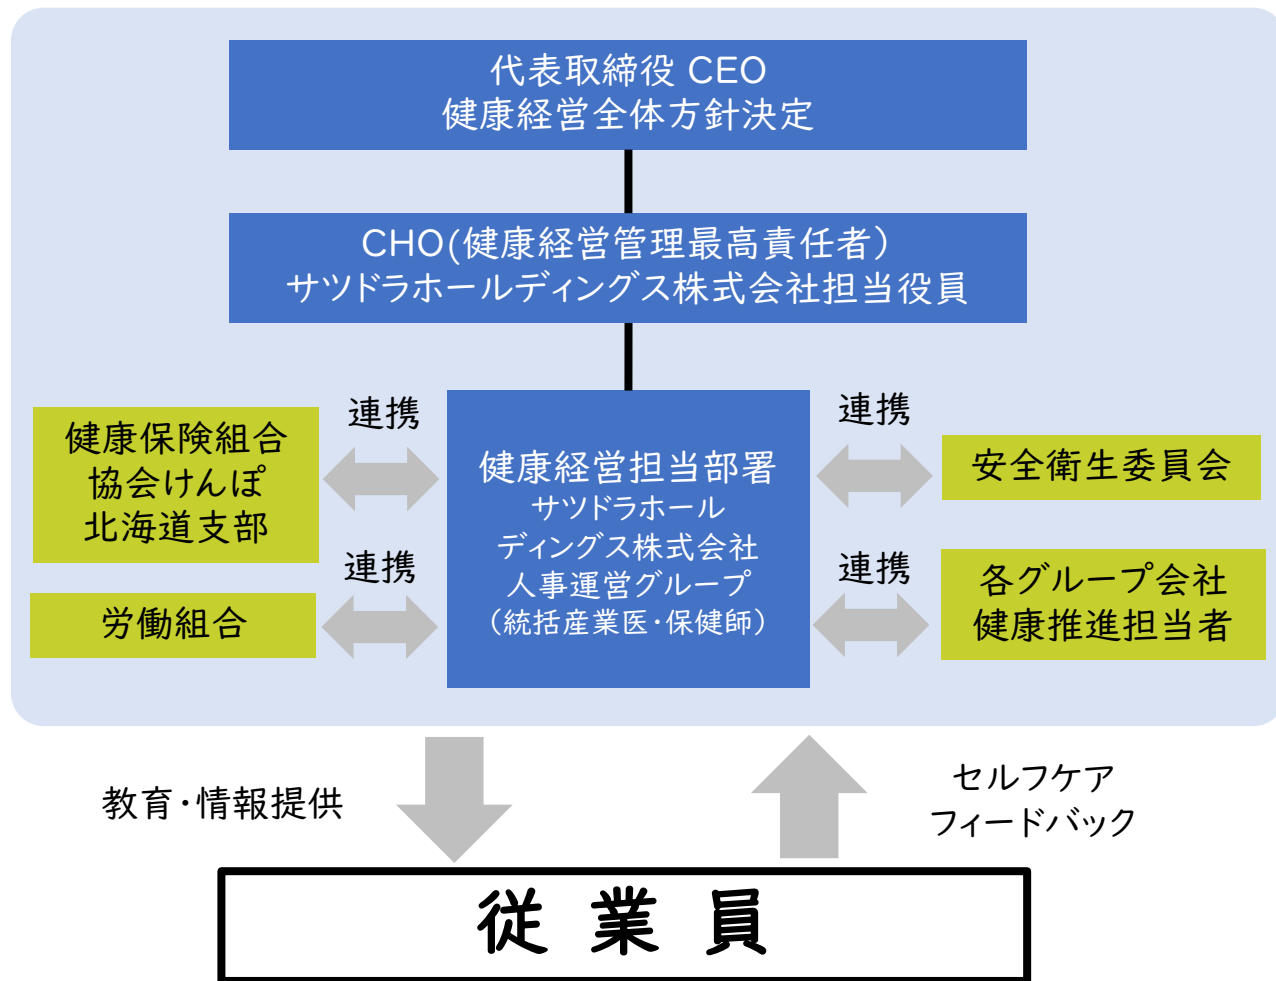 代表取締役 CEO
健康経営全体方針決定
CHO(健康経営管理最高責任者)
サツドラホールディングス株式会社担当役員
連携
連携
健康保険組合
協会けんぽ
北海道支部
健康経営担当部署
サツドラホール
ディングス株式会社
人事運営グループ
(統括産業医・保健師)
安全衛生委員会
連携
連携
労働組合
各グループ会社
健康推進担当者
教育・情報提供
セルフケア
フィードバック
従業員